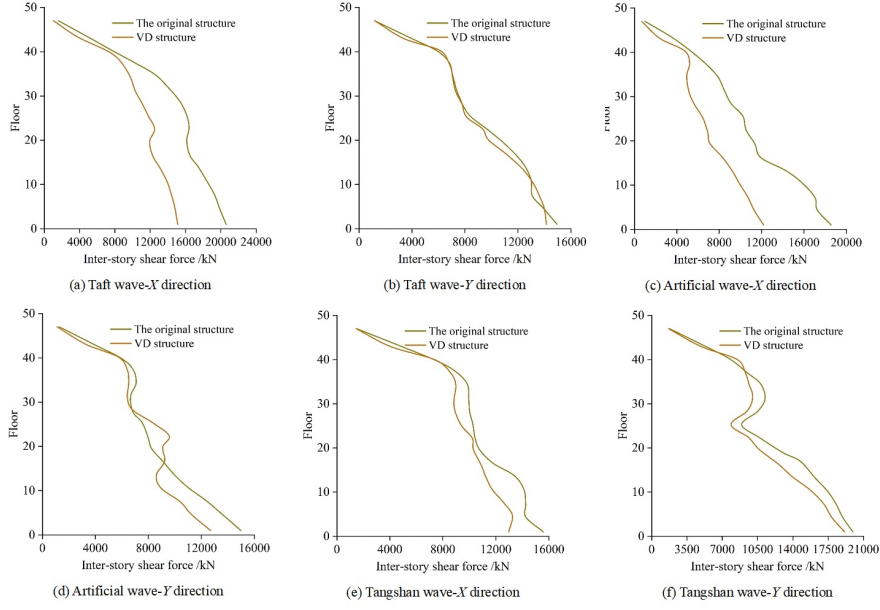 50
40
30
20
10
0
Floor
The original structure
VD structure
0 4000 8000 12000 16000 20000 24000
Inter-story shear force /kN
(a) Taft wave-X direction
50
40
30
20
10
0
Floor
The original structure
VD structure
0 4000 8000 12000 16000
Inter-story shear force /kN
(b) Taft wave-Y direction
50
40
30
20
10
0
Floor
The original structure
VD structure
0 4000 8000 12000 16000 20000
Inter-story shear force /kN
(c) Artificial wave-X direction
50
40
30
20
10
0
Floor
The original structure
VD structure
0 4000 8000 12000 16000
Inter-story shear force /kN
(d) Artificial wave-Y direction
50
40
30
20
10
0
Floor
The original structure
VD structure
0 4000 8000 12000 16000
Inter-story shear force /kN
(e) Tangshan wave-X direction
50
40
30
20
10
0
Floor
The original structure
VD structure
0 3500 7000 10500 14000 17500 21000
Inter-story shear force /kN
(f) Tangshan wave-Y direction